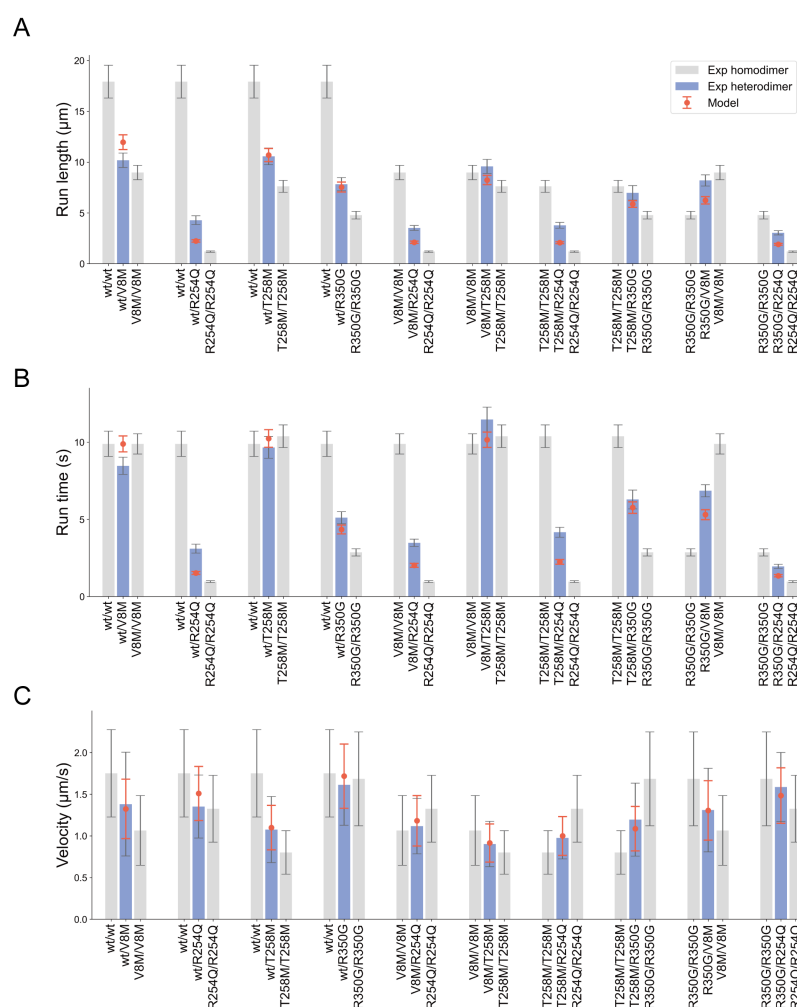 A
Run length (μm)
20
15
10
5
0
Exp homodimer
Exp heterodimer
Model
wt/wt
wt/V8M
V8M/V8M
wt/wt
wt/R254Q
R254Q/R254Q
wt/wt
wt/T258M
T258M/T258M
wt/wt
wt/R350G
R350G/R350G
V8M/V8M
V8M/R254Q
R254Q/R254Q
V8M/V8M
V8M/T258M
T258M/T258M
T258M/T258M
T258M/R254Q
R254Q/R254Q
T258M/T258M
T258M/R350G
R350G/R350G
R350G/R350G
R350G/V8M
V8M/V8M
R350G/R350G
R350G/R254Q
R254Q/R254Q
B
Run time (s)
10
5
0
wt/wt
wt/V8M
V8M/V8M
wt/wt
wt/R254Q
R254Q/R254Q
wt/wt
wt/T258M
T258M/T258M
wt/wt
wt/R350G
R350G/R350G
V8M/V8M
V8M/R254Q
R254Q/R254Q
V8M/V8M
V8M/T258M
T258M/T258M
T258M/T258M
T258M/R254Q
R254Q/R254Q
T258M/T258M
T258M/R350G
R350G/R350G
R350G/R350G
R350G/V8M
V8M/V8M
R350G/R350G
R350G/R254Q
R254Q/R254Q
C
Velocity (μm/s)
2.0
1.5
1.0
0.5
0.0
wt/wt
wt/V8M
V8M/V8M
wt/wt
wt/R254Q
R254Q/R254Q
wt/wt
wt/T258M
T258M/T258M
wt/wt
wt/R350G
R350G/R350G
V8M/V8M
V8M/R254Q
R254Q/R254Q
V8M/V8M
V8M/T258M
T258M/T258M
T258M/T258M
T258M/R254Q
R254Q/R254Q
T258M/T258M
T258M/R350G
R350G/R350G
R350G/R350G
R350G/V8M
V8M/V8M
R350G/R350G
R350G/R254Q
R254Q/R254Q